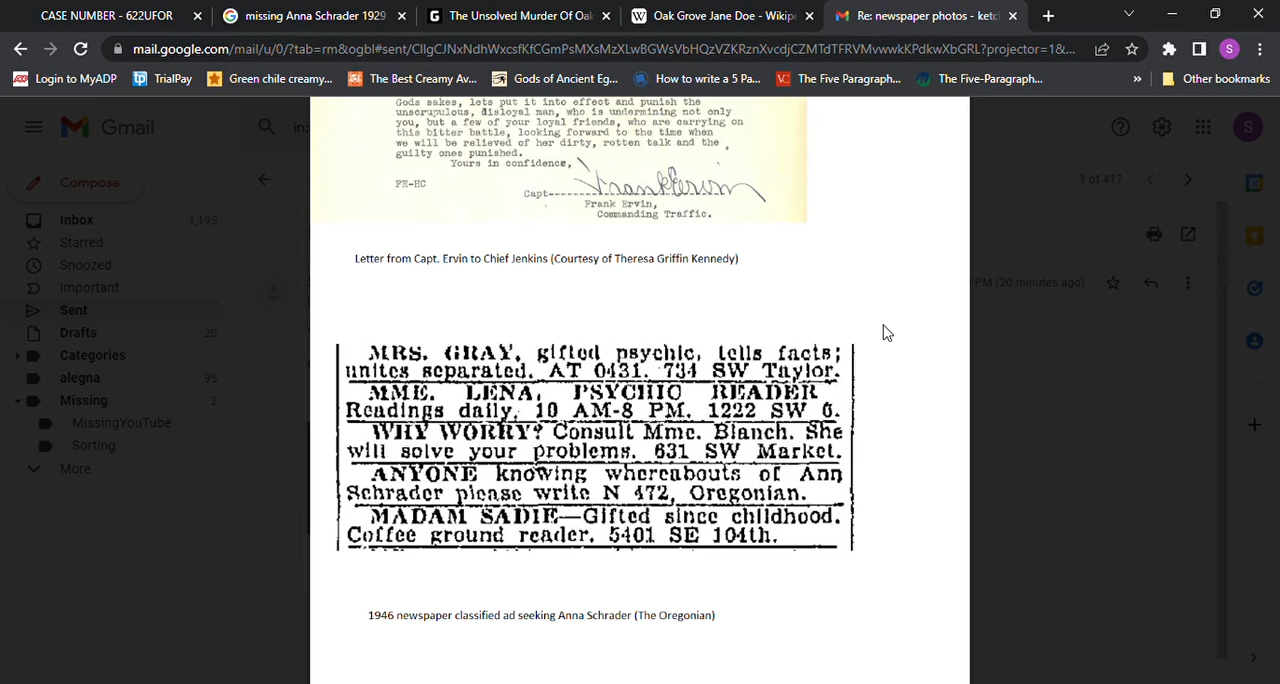 CASE NUMBER - 622UFOR
missing Anna Schrader 1929
The Unsolved Murder Of Oak
Oak Grove Jane Doe - Wikipe
Re: newspaper photos - ketc
mail.google.com/mail/u/0/?tab=rm&ogbl#sent/
Login to MyADP
TrialPay
Green chile creamy...
The Best Creamy Av...
Gods of Ancient Eg...
How to write a 5 Pa...
The Five Paragraph...
The Five-Paragraph...
»
Other bookmarks
Gmail
in:
S
S
Compose
1 of 417
Inbox
1,195
Starred
Snoozed
Important
Sent
Drafts
20
Categories
alegna
95
Missing
2
MissingYouTube
Sorting
More
PM (20 minutes ago)
Gods sakes, lets put it into effect and punish the
unscrupulous, disloyal man, who is undermining not only
you, but a few of your loyal friends, who are carrying on
this bitter battle, looking forward to the time when
we will be relieved of her dirty, rotten talk and the
guilty ones punished.
Yours in confidence,
FE-HC
Capt. Frank Ervin
Frank Ervin,
Commanding Traffic.
Letter from Capt. Ervin to Chief Jenkins (Courtesy of Theresa Griffin Kennedy)
MRS. GRAY, gifted psychic, tells facts;
unites separated. AT 0431. 734 SW Taylor.
MME. LENA, PSYCHIC READER
Readings daily, 10 AM-8 PM. 1222 SW 6.
WHY WORRY? Consult Mme. Blanch. She
will solve your problems. 631 SW Market.
ANYONE knowing whereabouts of Ann
Schrader please write N 472, Oregonian.
MADAM SADIE—Gifted since childhood.
Coffee ground reader. 5401 SE 104th.
1946 newspaper classified ad seeking Anna Schrader (The Oregonian)